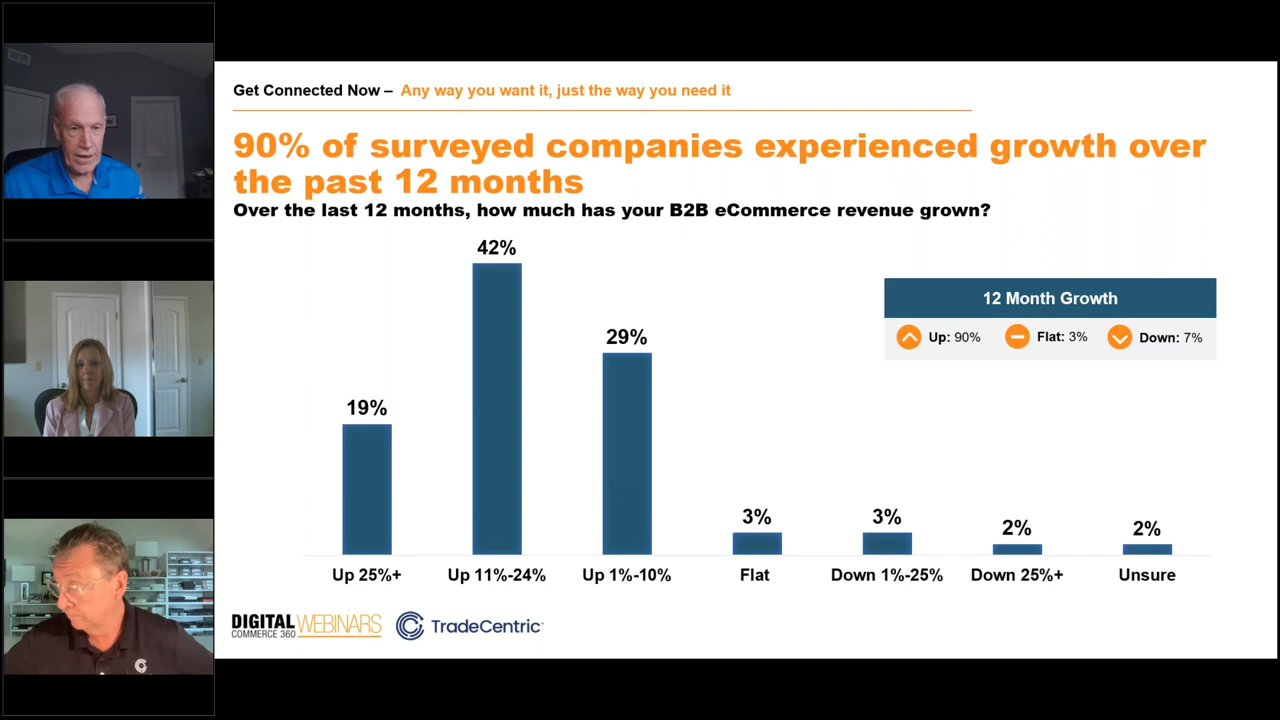 Get Connected Now – Any way you want it, just the way you need it
90% of surveyed companies experienced growth over
the past 12 months
Over the last 12 months, how much has your B2B eCommerce revenue grown?
42%
29%
19%
3%
3%
2%
2%
12 Month Growth
Up: 90% Flat: 3% Down: 7%
Up 25%+ Up 11%-24% Up 1%-10% Flat Down 1%-25% Down 25%+ Unsure
DIGITAL WEBINARS
COMMERCE 360
TradeCentric